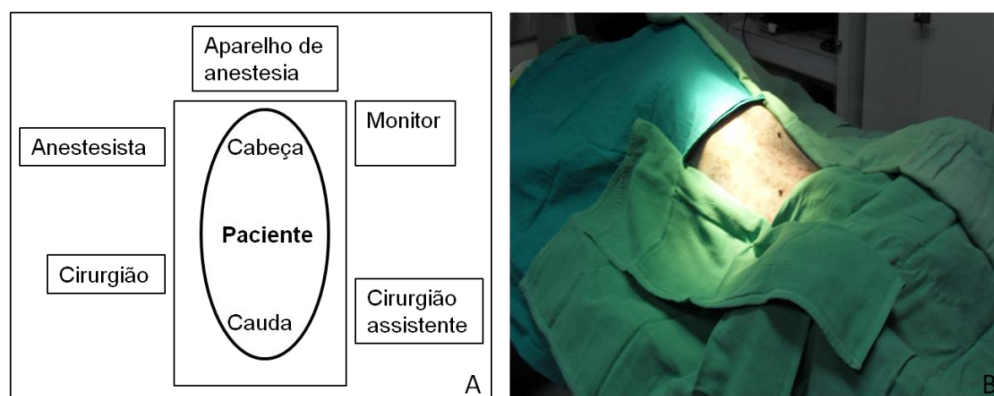 Aparelho de
anestesia
Anestesista
Cabeça
Monitor
Paciente
Cirurgião
Cirurgião
assistente
Cauda
A
B